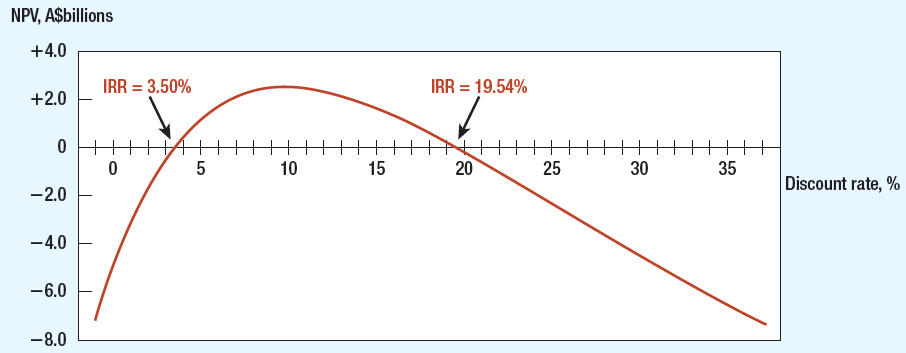 NPV, A$billions
+4.0
IRR = 3.50% IRR = 19.54%
+2.0
0
0 5 10 15 20 25 30 35
Discount rate, %
−2.0
−4.0
−6.0
−8.0